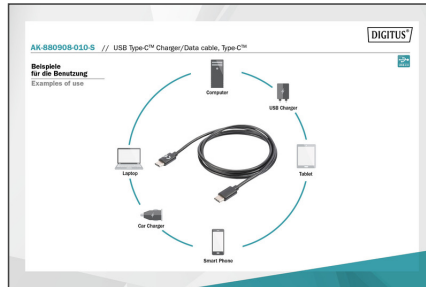 DIGITUS®
AK-880908-010-S // USB Type-C™ Charger/Data cable, Type-C™
Beispiele
für die Benutzung
Examples of use
Computer
USB Charger
Laptop
Tablet
Car Charger
Smart Phone